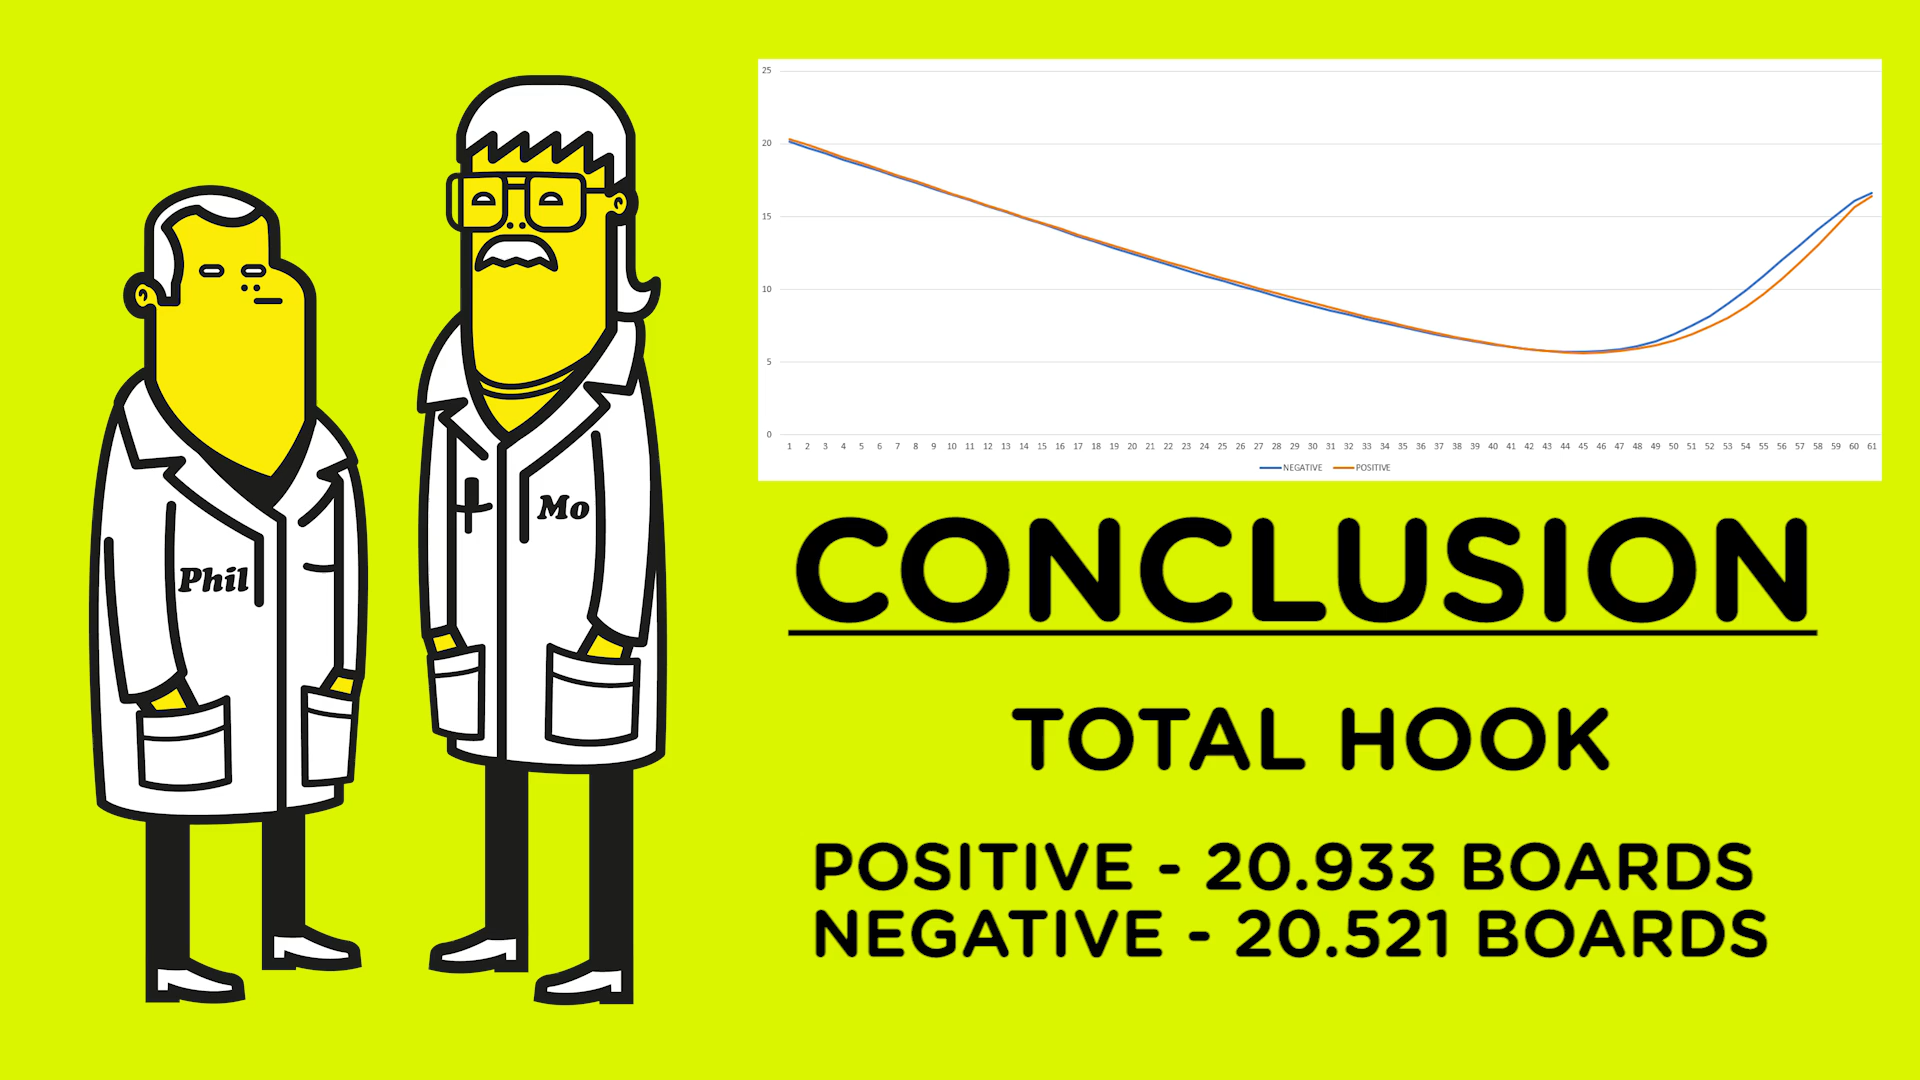 25
20
15
10
5
0
1 2 3 4 5 6 7 8 9 10 11 12 13 14 15 16 17 18 19 20 21 22 23 24 25 26 27 28 29 30 31 32 33 34 35 36 37 38 39 40 41 42 43 44 45 46 47 48 49 50 51 52 53 54 55 56 57 58 59 60 61
NEGATIVE POSITIVE
Mo
Phil
CONCLUSION
TOTAL HOOK
POSITIVE - 20.933 BOARDS
NEGATIVE - 20.521 BOARDS